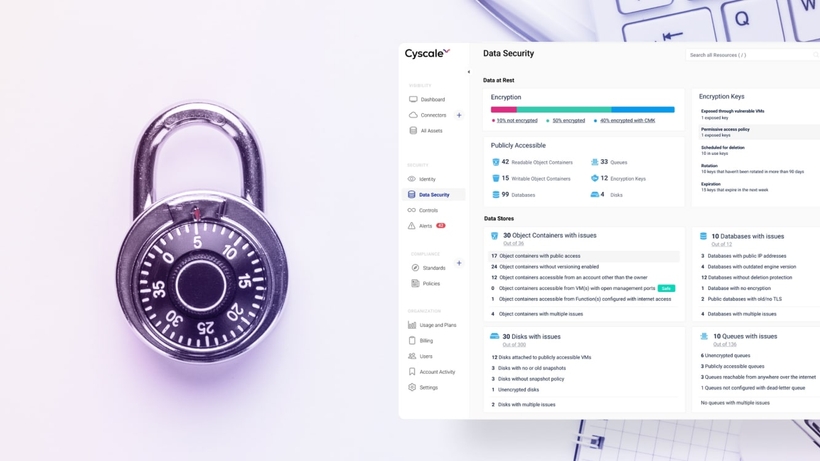 Cyscale
VISIBILITY
Dashboard
Connectors
All Assets
SECURITY
Identity
Data Security
Controls
Alerts
COMPLIANCE
Standards
Policies
ORGANIZATION
Usage and Plans
Billing
Users
Account Activity
Settings
Data Security
Search all Resources ( / )
Data at Rest
Encryption
10% not encrypted
50% encrypted
40% encrypted with CMK
Publicly Accessible
42 Readable Object Containers
33 Queues
15 Writable Object Containers
12 Encryption Keys
99 Databases
4 Disks
Encryption Keys
Exposed through vulnerable VMs
1 exposed key
Permissive access policy
1 exposed keys
Scheduled for deletion
10 in use keys
Rotation
10 keys that haven't been rotated in more than 90 days
Expiration
15 keys that expire in the next week
Data Stores
30 Object Containers with issues
Out of 36
17 Object containers with public access
24 Object containers without versioning enabled
12 Object containers accessible from an account other than the owner
0 Object containers accessible from VM(s) with open management ports
Safe
1 Object containers accessible from Function(s) configured with internet access
4 Object containers with multiple issues
10 Databases with issues
Out of 12
3 Databases with public IP addresses
4 Databases with outdated engine version
12 Databases without deletion protection
1 Database with no encryption
2 Public databases with old/no TLS
4 Databases with multiple issues
30 Disks with issues
Out of 300
12 Disks attached to publicly accessible VMs
3 Disks with no or old snapshots
3 Disks without snapshot policy
1 Unencrypted disks
2 Disks with multiple issues
10 Queues with issues
Out of 156
6 Unencrypted queues
3 Publicly accessible queues
3 Queues reachable from anywhere over the internet
1 Queues not configured with dead-letter queue
No queues with multiple issues
0
5
10
15
20
25
30
35
Q
W